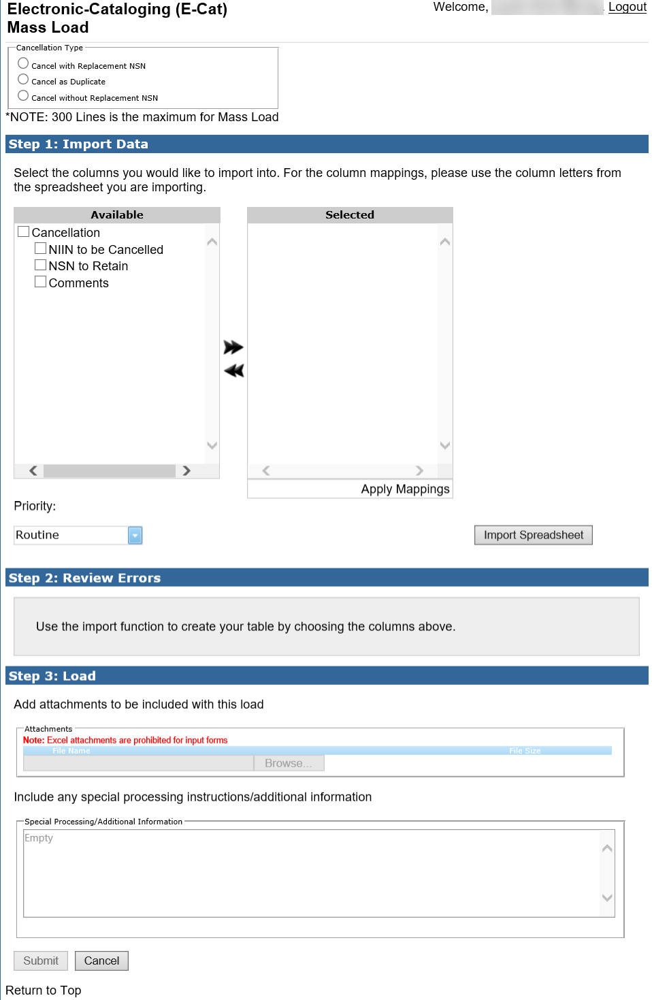 Electronic-Cataloging (E-Cat)
Welcome, . Logout
Mass Load
Cancellation Type
Cancel with Replacement NSN
Cancel as Duplicate
Cancel without Replacement NSN
*NOTE: 300 Lines is the maximum for Mass Load
Step 1: Import Data
Select the columns you would like to import into. For the column mappings, please use the column letters from
the spreadsheet you are importing.
Available
Cancellation
NIIN to be Cancelled
NSN to Retain
Comments
Selected
Apply Mappings
Priority:
Routine
Import Spreadsheet
Step 2: Review Errors
Use the import function to create your table by choosing the columns above.
Step 3: Load
Add attachments to be included with this load
Attachments
Note: Excel attachments are prohibited for input forms
File Name File Size
Browse...
Include any special processing instructions/additional information
Special Processing/Additional Information
Empty
Submit Cancel
Return to Top